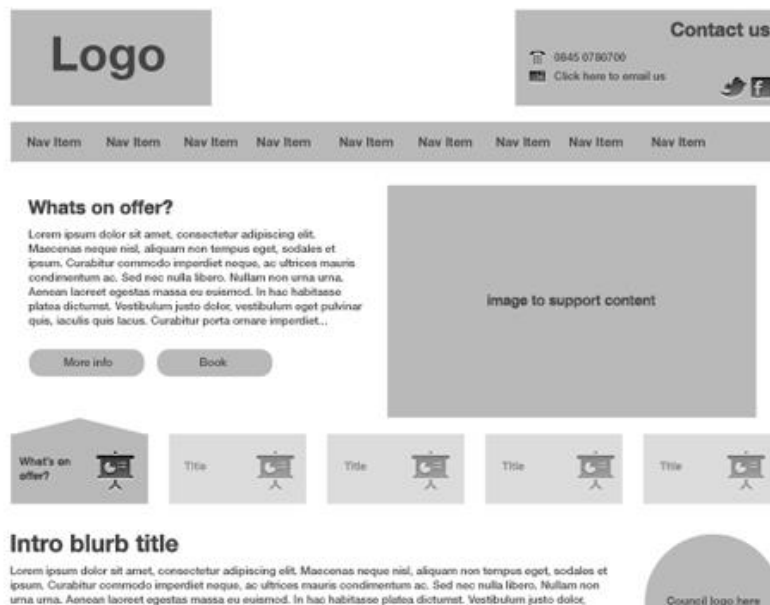 Logo
Contact us
0845 0780700
Click here to email us
Nav Item Nav Item Nav Item Nav Item Nav Item Nav Item Nav Item Nav Item Nav Item
Whats on offer?
Lorem ipsum dolor sit amet, consectetur adipiscing elit.
Maecenas neque nisl, aliquam non tempus eget, sodales et
ipsum. Curabitur commodo imperdiet neque, ac ultrices mauris
condimentum ac. Sed nec nulla libero. Nullam non urna urna.
Aenean laoreet egestas massa eu euismod. In hac habitasse
platea dictumst. Vestibulum justo dolor, vestibulum eget pulvinar
quis, iaculis quis lacus. Curabitur porta ornare imperdiet...
More info
Book
image to support content
What's on
offer?
Title
Title
Title
Title
Intro blurb title
Lorem ipsum dolor sit amet, consectetur adipiscing elit. Maecenas neque nisl, aliquam non tempus eget, sodales et
ipsum. Curabitur commodo imperdiet neque, ac ultrices mauris condimentum ac. Sed nec nulla libero. Nullam non
urna urna. Aenean laoreet egestas massa eu euismod. In hac habitasse platea dictumst. Vestibulum justo dolor,
Council logo here